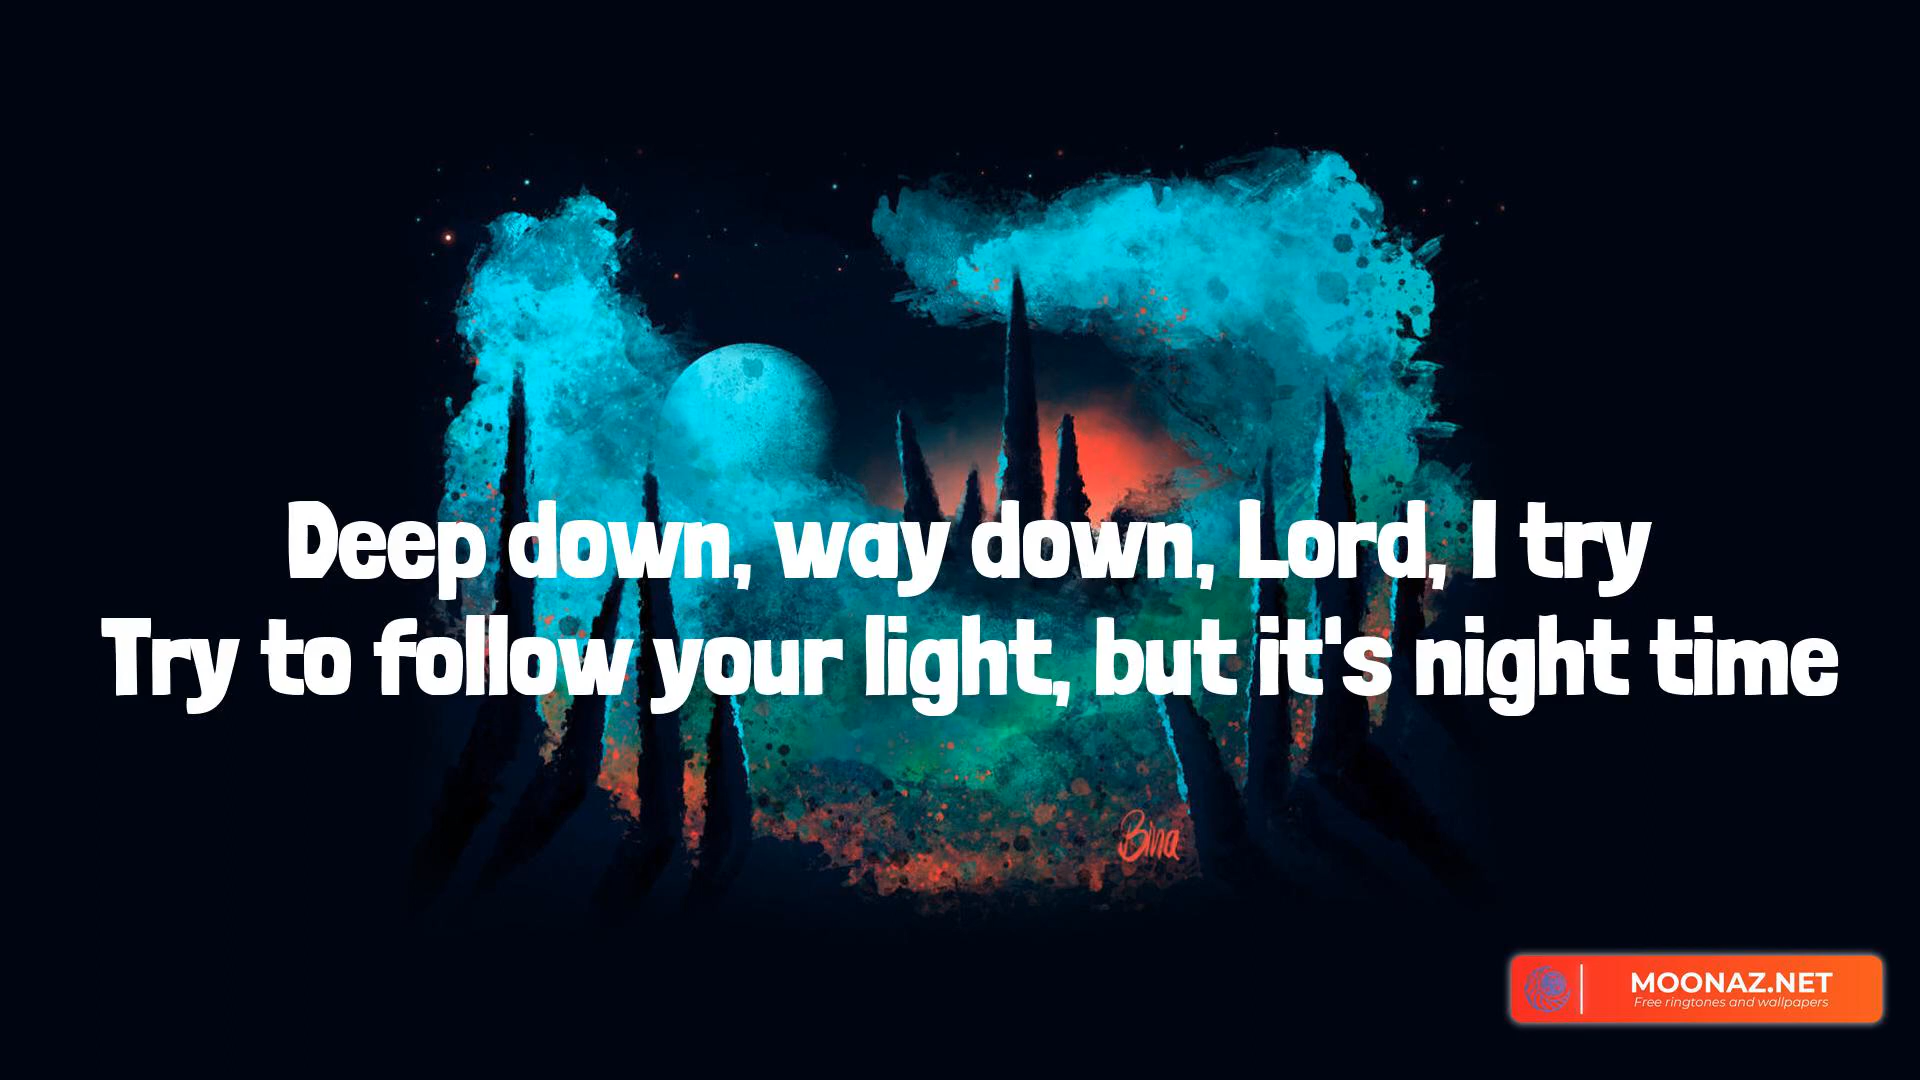 Deep down, way down, Lord, I try
Try to follow your light, but it's night time
Bina
MOONAZ.NET
Free ringtones and wallpapers